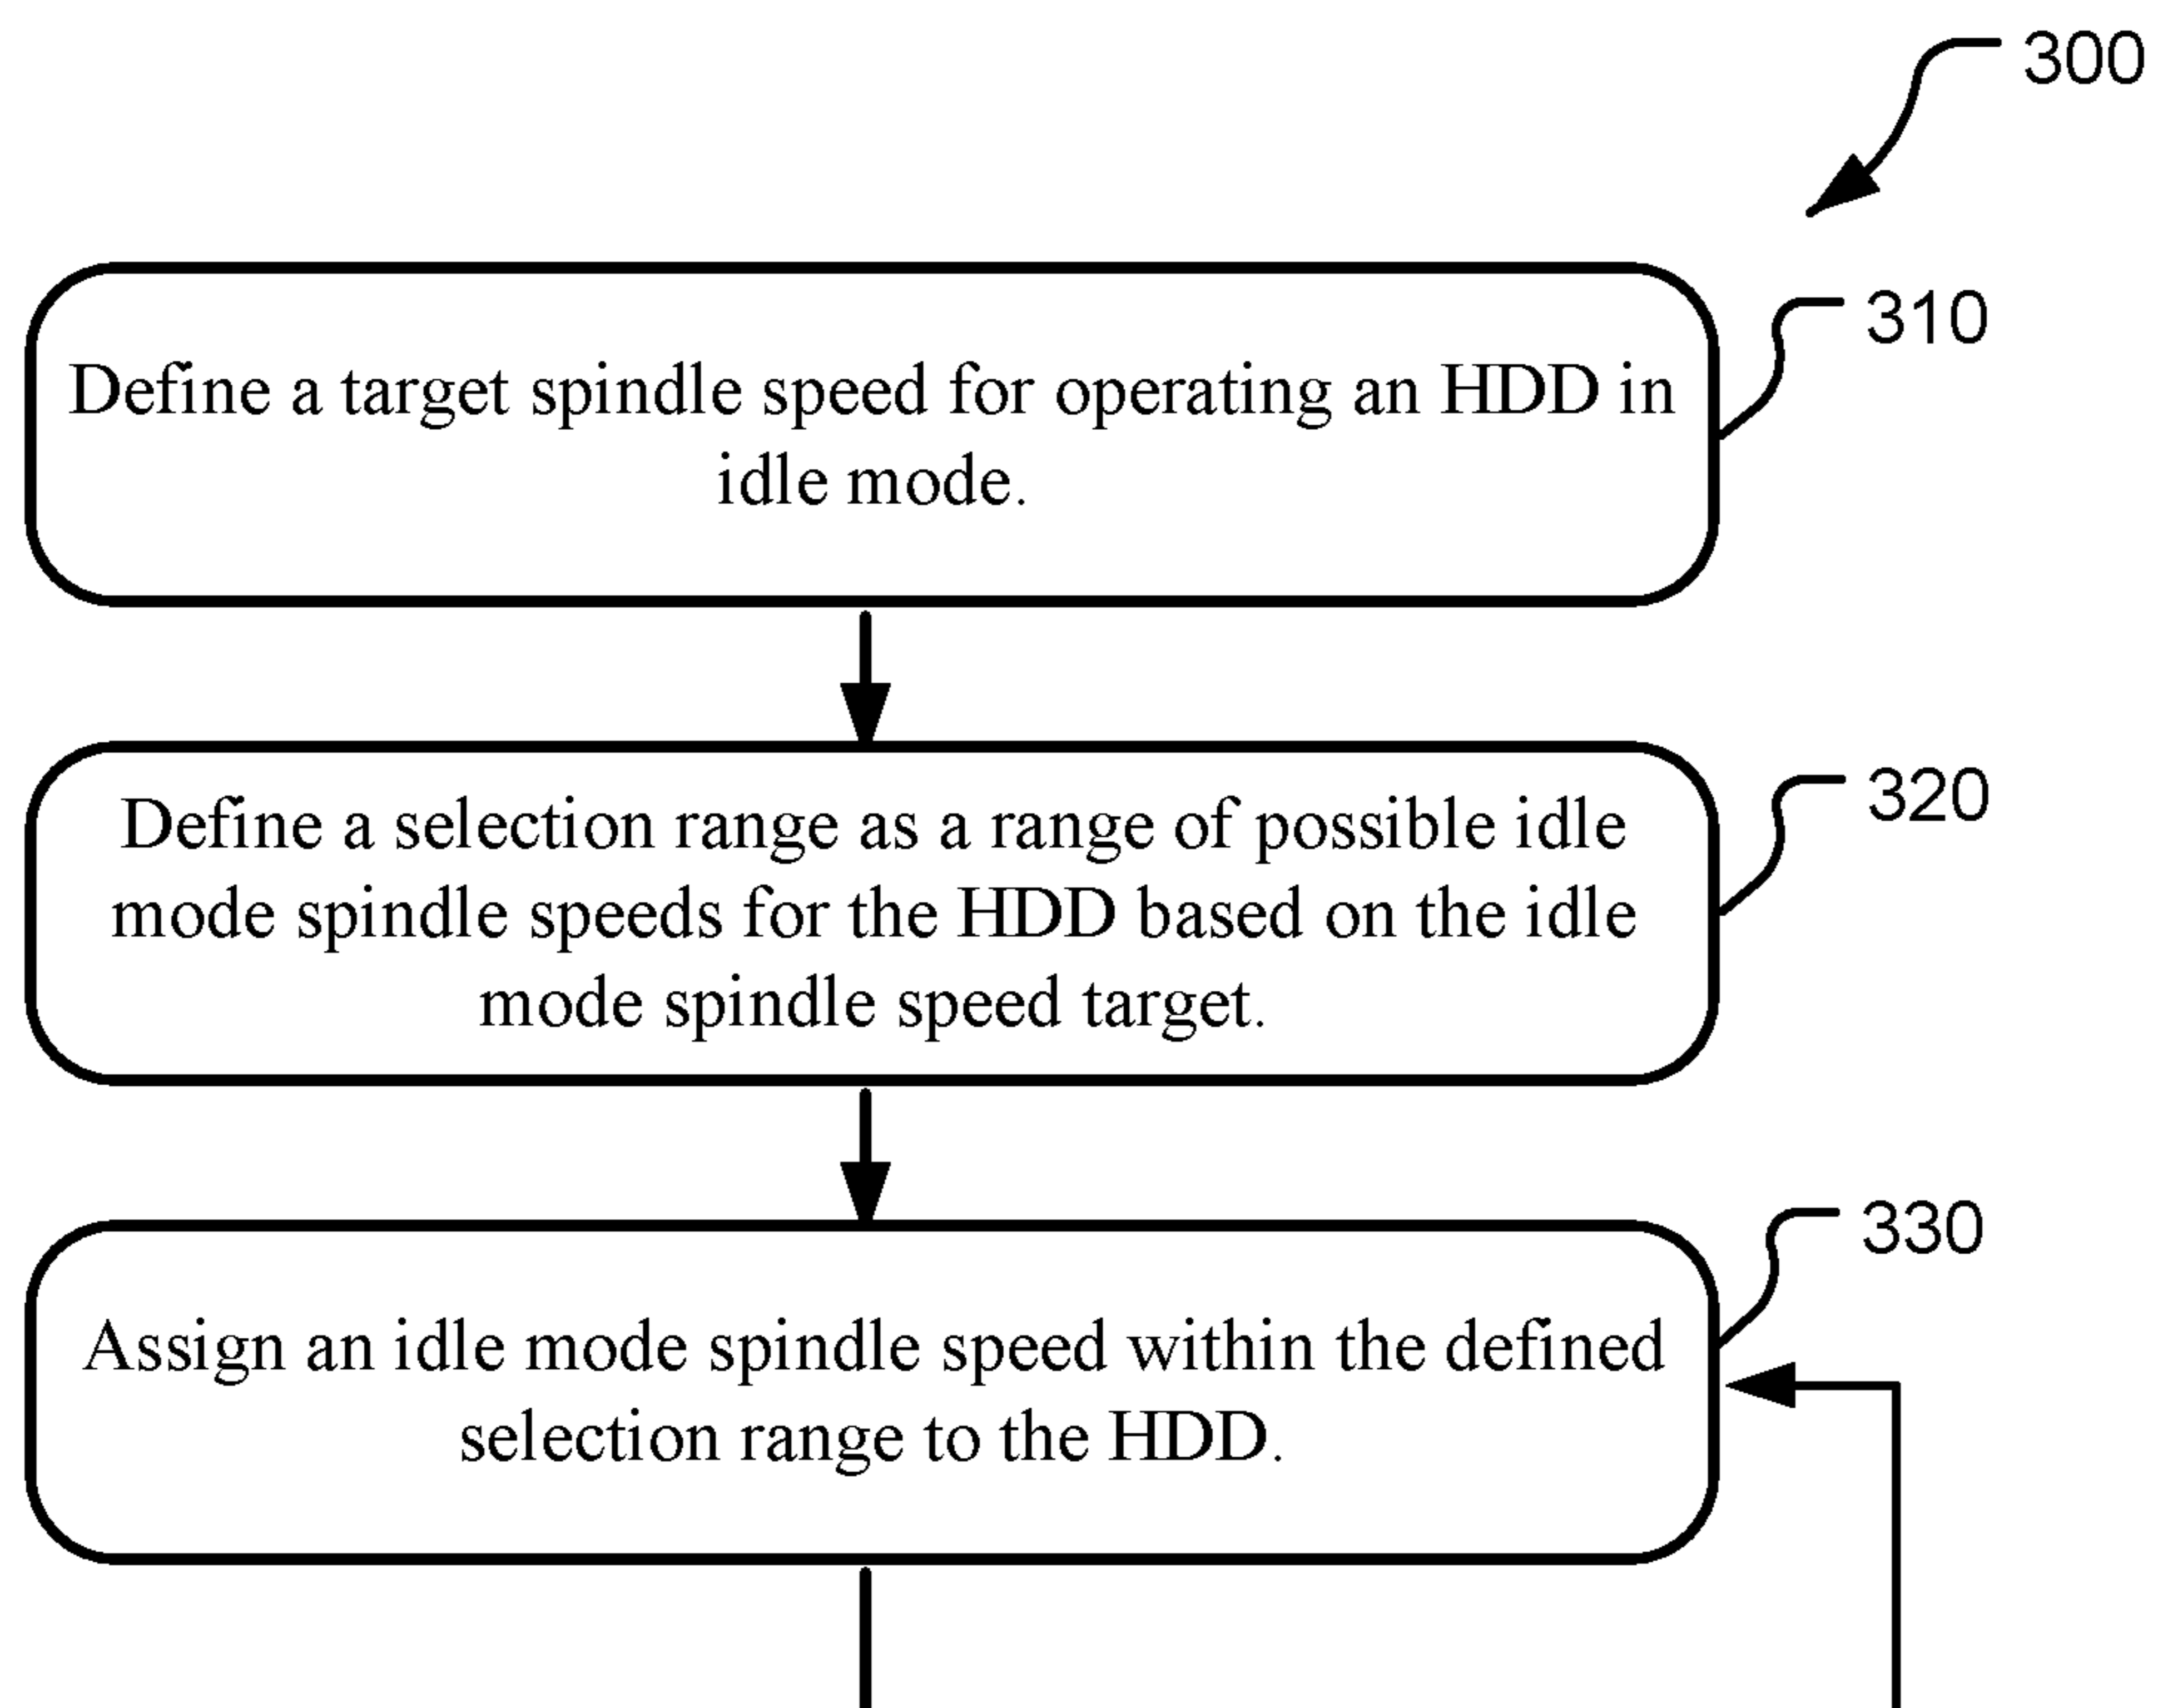 300
310
Define a target spindle speed for operating an HDD in
idle mode.
320
Define a selection range as a range of possible idle
mode spindle speeds for the HDD based on the idle
mode spindle speed target.
330
Assign an idle mode spindle speed within the defined
selection range to the HDD.